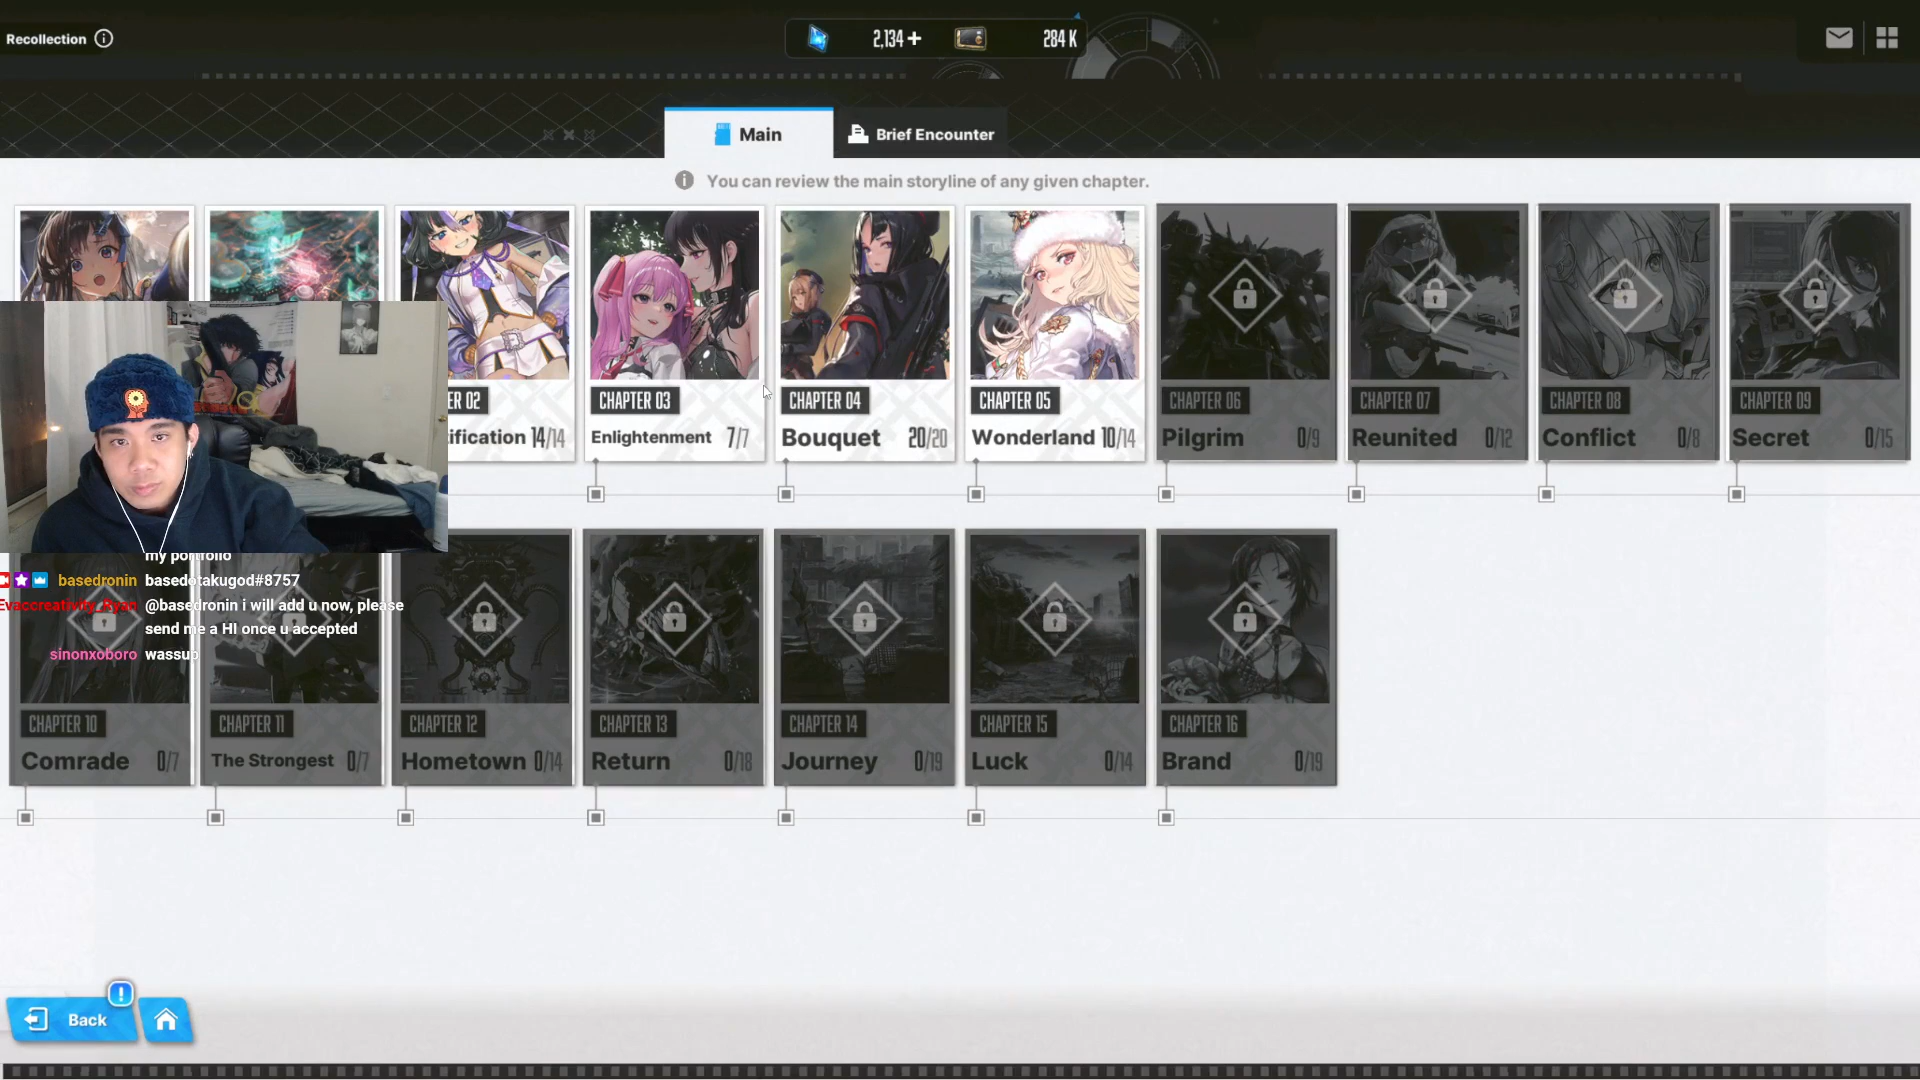 Recollection
2,134
284 K
Main
Brief Encounter
You can review the main storyline of any given chapter.
ER 02
ification 14/14
CHAPTER 03
Enlightenment 7/7
CHAPTER 04
Bouquet 20/20
CHAPTER 05
Wonderland 10/14
CHAPTER 06
Pilgrim 0/9
CHAPTER 07
Reunited 0/12
CHAPTER 08
Conflict 0/8
CHAPTER 09
Secret 0/15
my portfolio
basedronin basedotakugod#8757
Evaccreativity_Ryan @basedronin i will add u now, please
send me a HI once u accepted
sinonxoboro wassup
CHAPTER 10
Comrade 0/7
CHAPTER 11
The Strongest 0/7
CHAPTER 12
Hometown 0/14
CHAPTER 13
Return 0/18
CHAPTER 14
Journey 0/19
CHAPTER 15
Luck 0/14
CHAPTER 16
Brand 0/19
Back